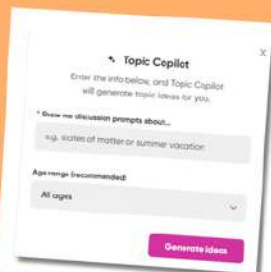 Topic Copilot
Enter the info below, and Topic Copilot
will generate topic ideas for you.
* Show me discussion prompts about...
e.g. states of matter or summer vacation
Age range (recommended)
All ages
Generate ideas